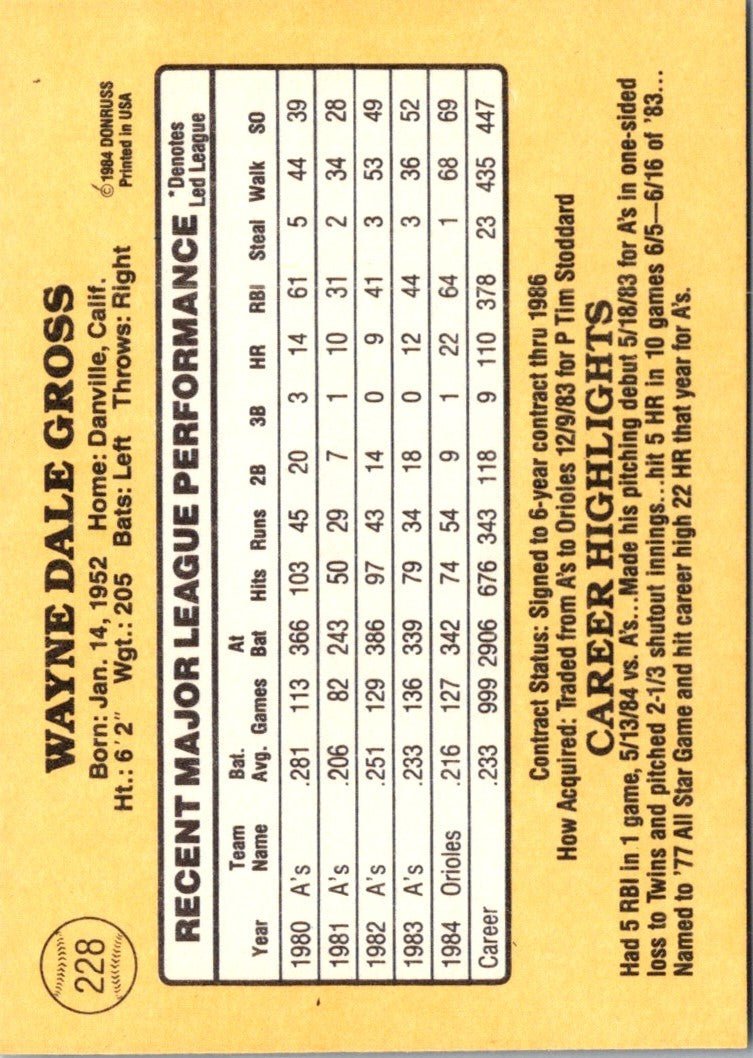 228
WAYNE DALE GROSS
Born: Jan. 14, 1952 Home: Danville, Calif.
Ht.: 6'2" Wgt.: 205 Bats: Left Throws: Right
© 1984 DONRUSS
Printed in USA
RECENT MAJOR LEAGUE PERFORMANCE
*Denotes
Led League
Year Team Name Bat. Avg. Games At Bat Hits Runs 2B 3B HR RBI Steal Walk SO
1980 A's .281 113 366 103 45 20 3 14 61 5 44 39
1981 A's .206 82 243 50 29 7 1 10 31 2 34 28
1982 A's .251 129 386 97 43 14 0 9 41 3 53 49
1983 A's .233 136 339 79 34 18 0 12 44 3 36 52
1984 Orioles .216 127 342 74 54 9 1 22 64 1 68 69
Career .233 999 2906 676 343 118 9 110 378 23 435 447
Contract Status: Signed to 6-year contract thru 1986
How Acquired: Traded from A's to Orioles 12/9/83 for P Tim Stoddard
CAREER HIGHLIGHTS
Had 5 RBI in 1 game, 5/13/84 vs. A's...Made his pitching debut 5/18/83 for A's in one-sided
loss to Twins and pitched 2-1/3 shutout innings...hit 5 HR in 10 games 6/5—6/16 of '83...
Named to '77 All Star Game and hit career high 22 HR that year for A's.